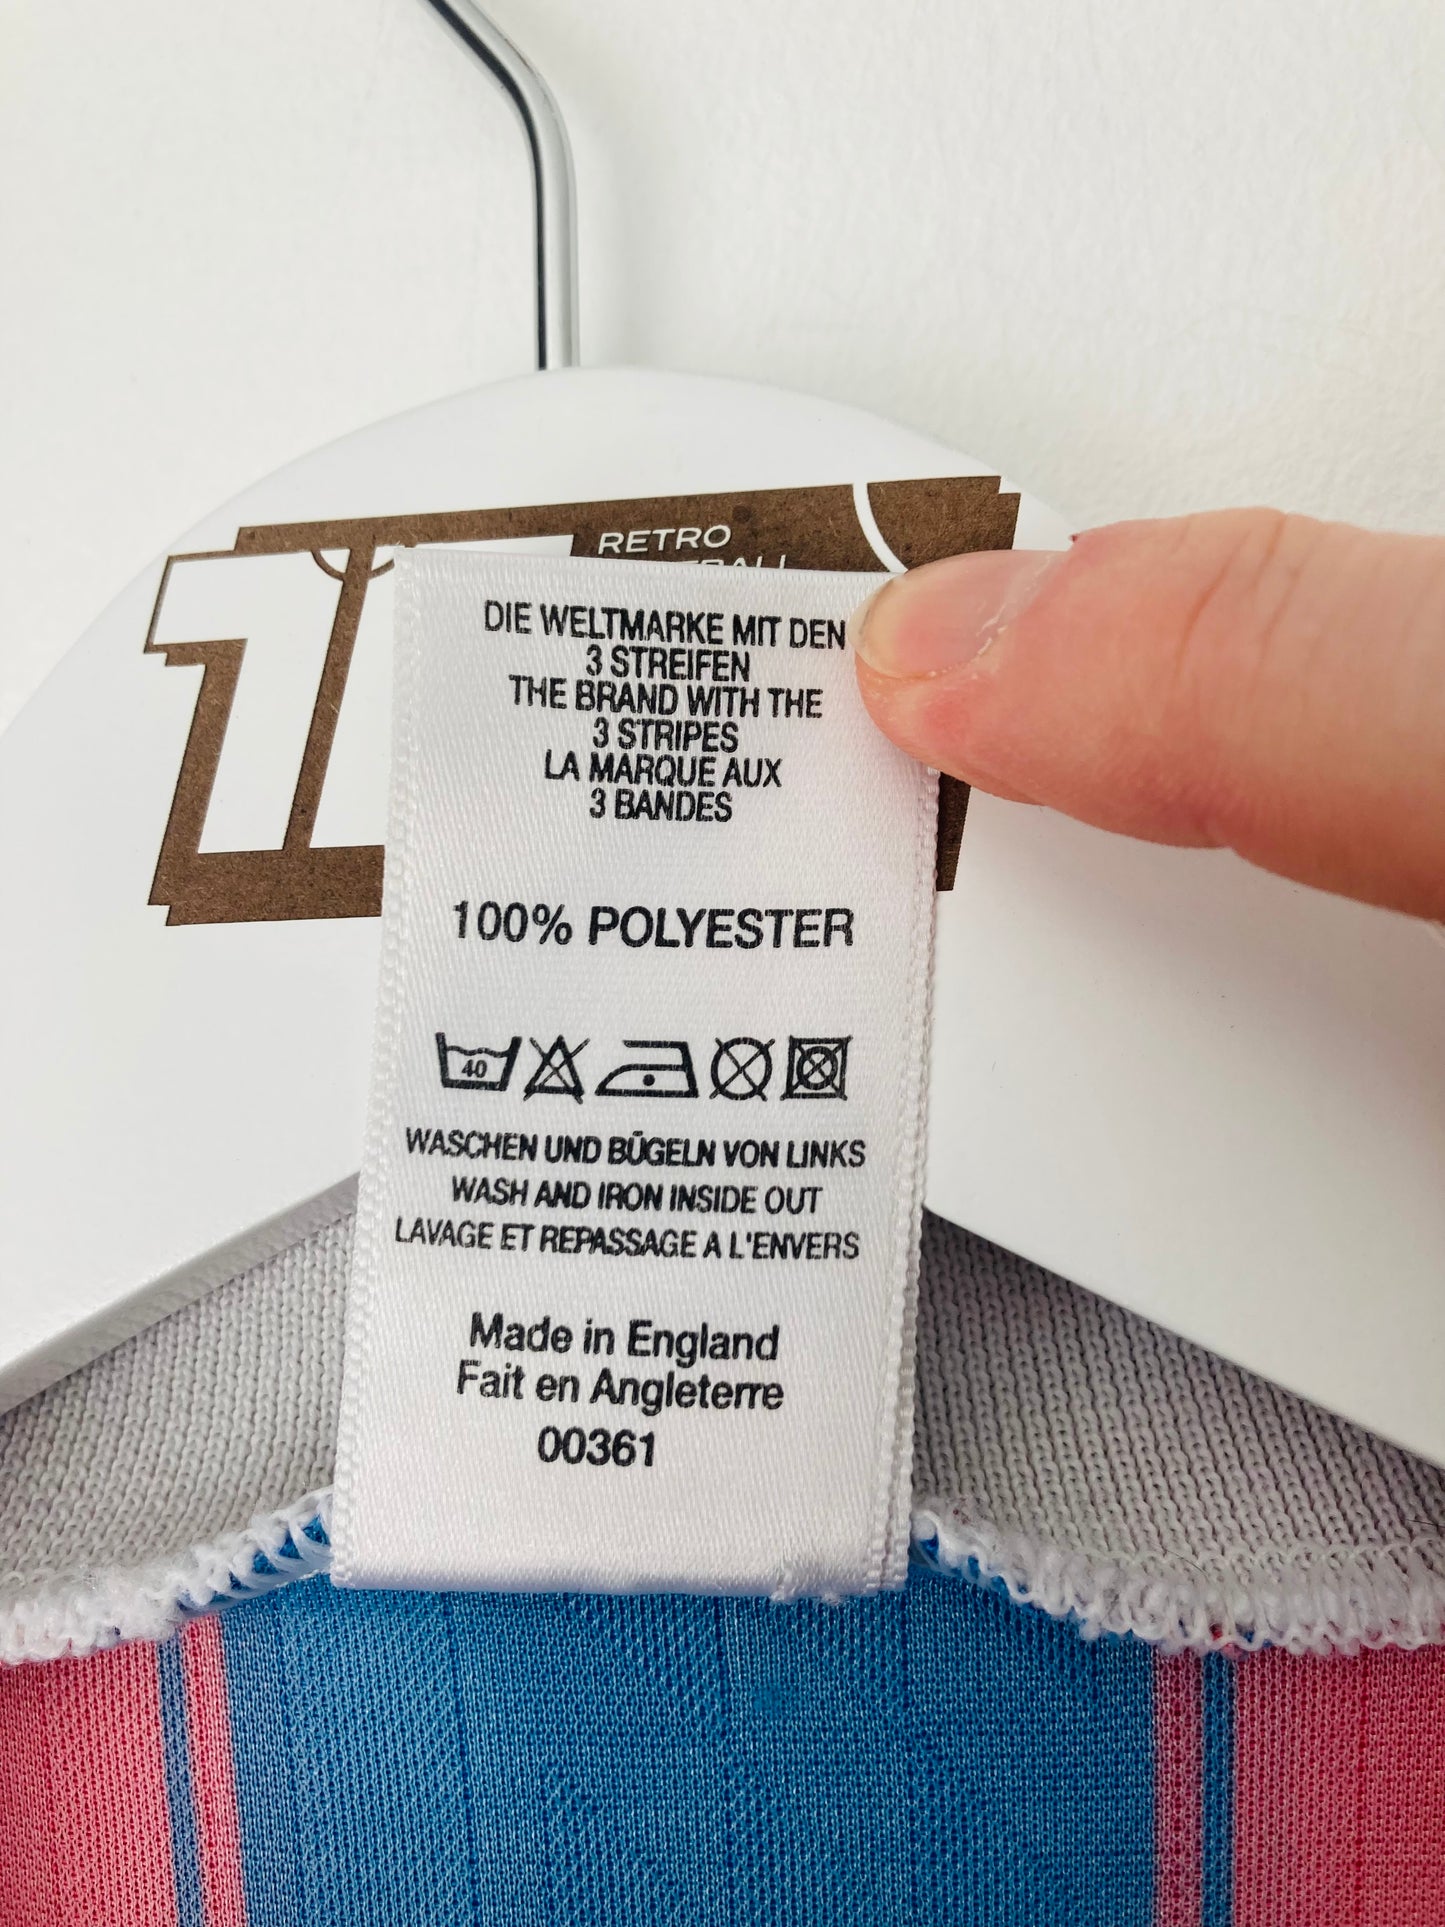 RETRO
DIE WELTMARKE MIT DEN
3 STREIFEN
THE BRAND WITH THE
3 STRIPES
LA MARQUE AUX
3 BANDES
100% POLYESTER
40
WASCHEN UND BÜGELN VON LINKS
WASH AND IRON INSIDE OUT
LAVAGE ET REPASSAGE A L'ENVERS
Made in England
Fait en Angleterre
00361